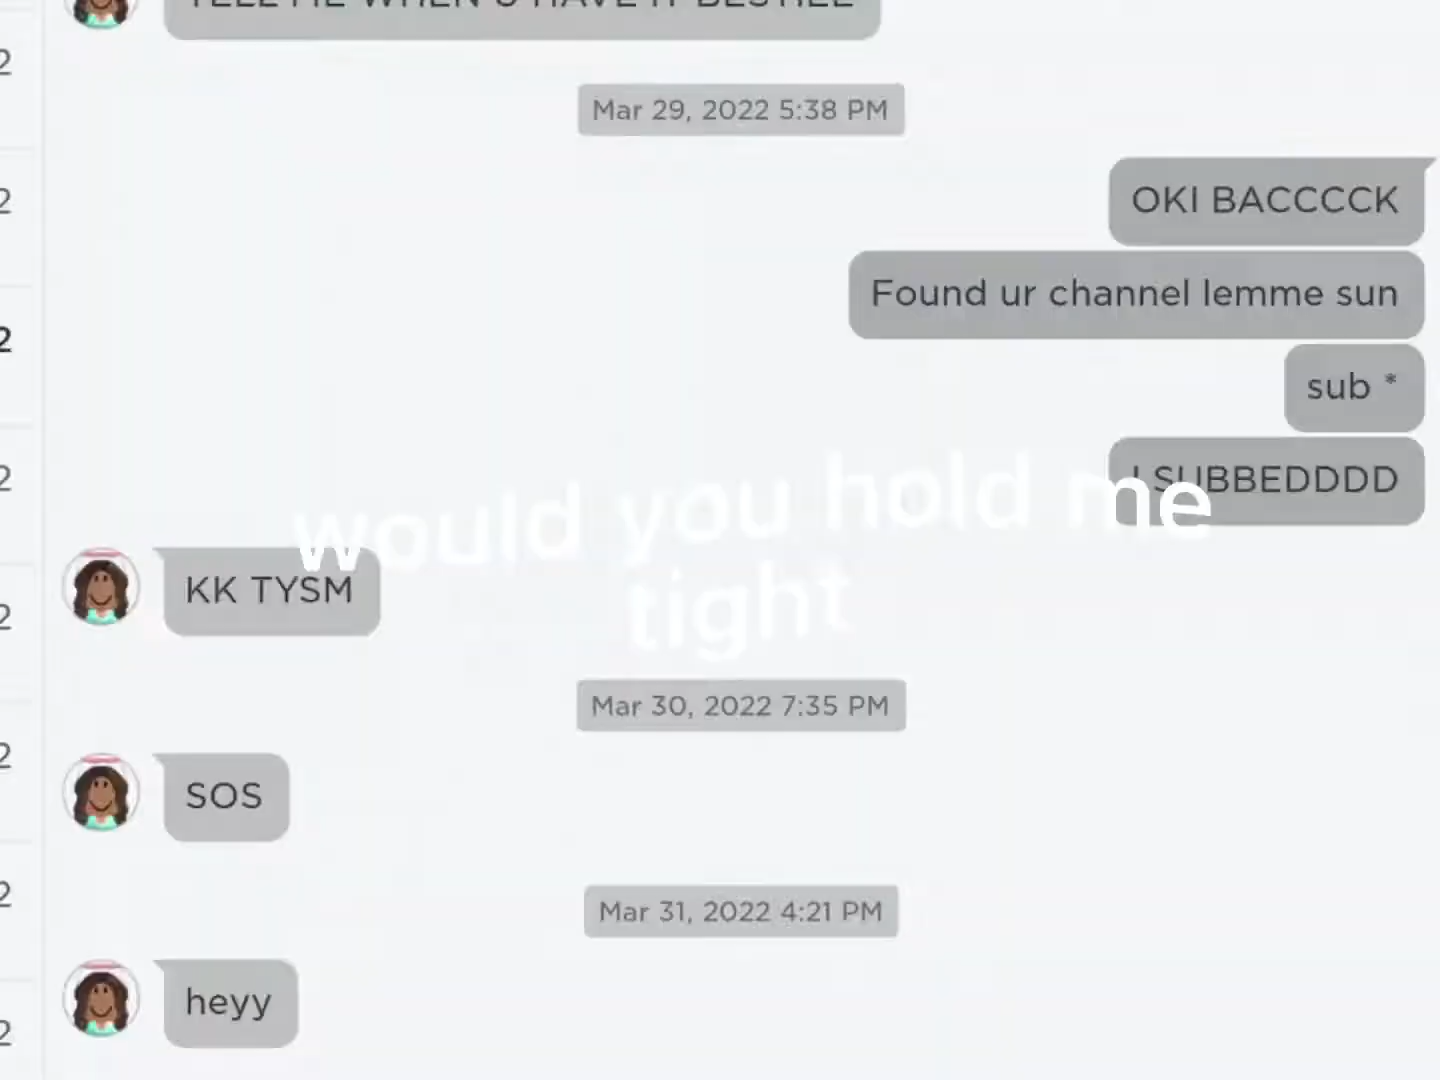 TELL ME WHEN U HAVE IT BESTIEE
Mar 29, 2022 5:38 PM
OKI BACCCCK
Found ur channel lemme sun
sub *
I SUBBEDDDD
would you hold me
tight
KK TYSM
Mar 30, 2022 7:35 PM
SOS
Mar 31, 2022 4:21 PM
heyy